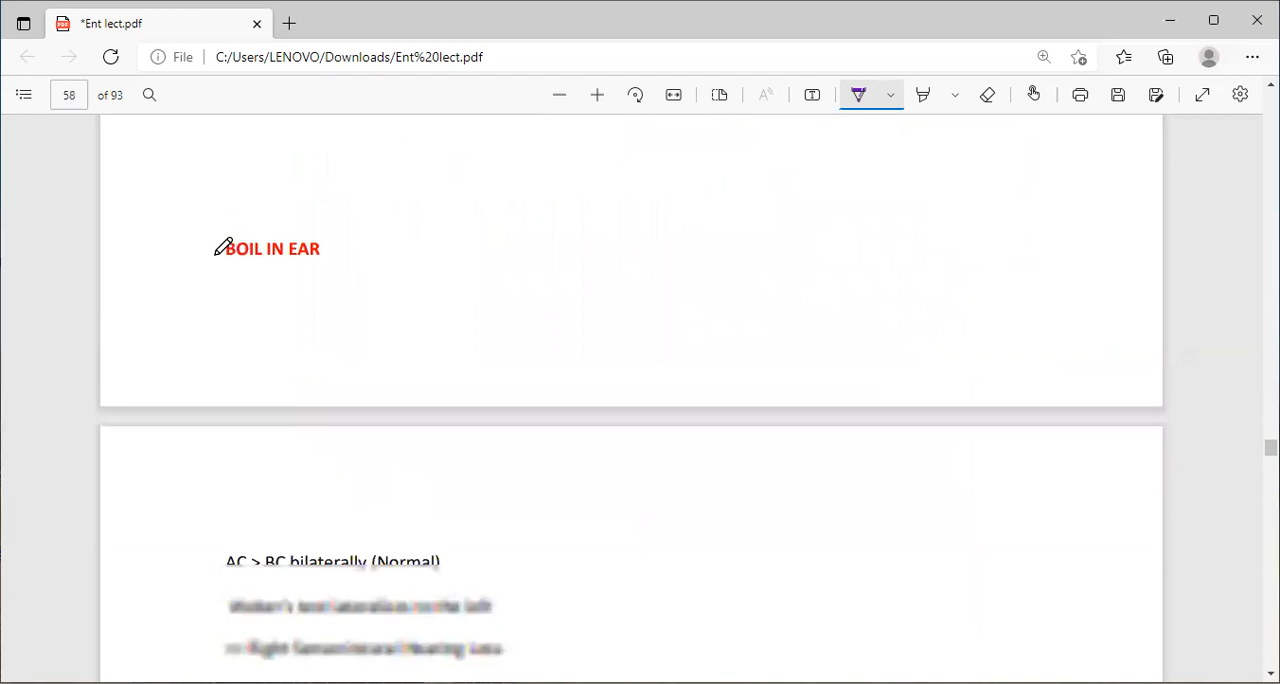 *Ent lect.pdf
File
C:/Users/LENOVO/Downloads/Ent%20lect.pdf
58 of 93
BOIL IN EAR
AC > BC bilaterally (Normal)